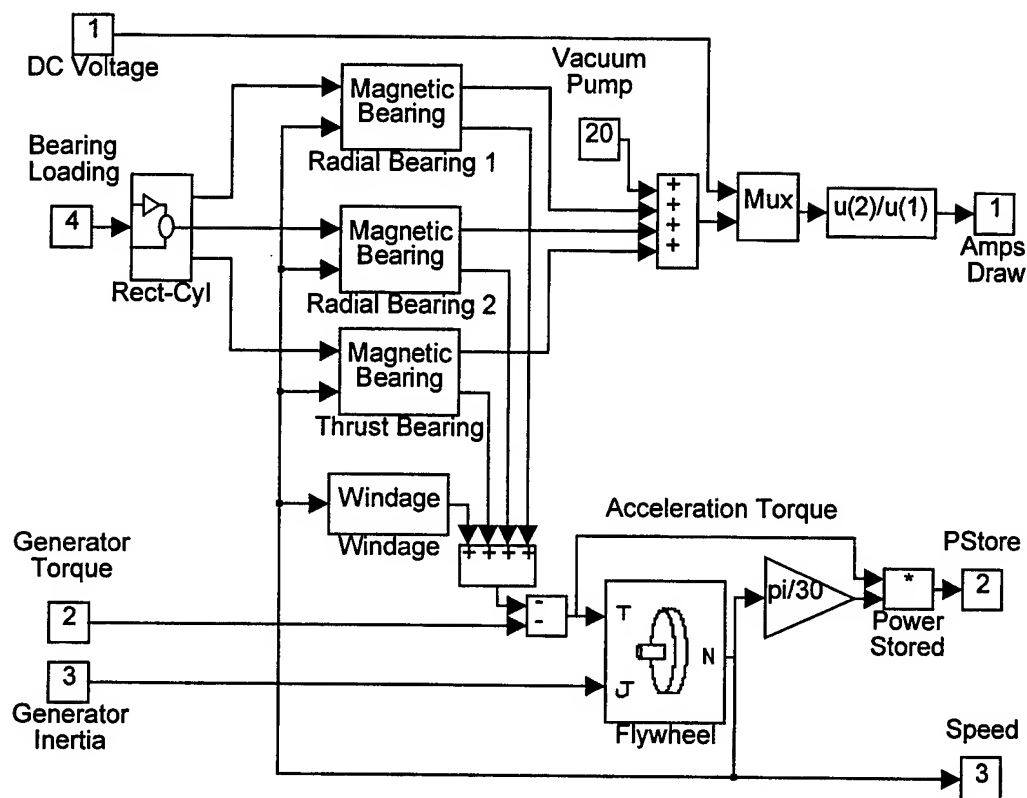 1
DC Voltage
Vacuum
Pump
20
Magnetic
Bearing
Radial Bearing 1
Bearing
Loading
4
Rect-Cyl
+
+
+
+
Mux
u(2)/u(1)
1
Amps
Draw
Magnetic
Bearing
Radial Bearing 2
Magnetic
Bearing
Thrust Bearing
Windage
Windage
+ + + +
Acceleration Torque
Generator
Torque
2
-
-
T
J
N
Flywheel
pi/30
*
Power
Stored
PStore
2
3
Generator
Inertia
Speed
3